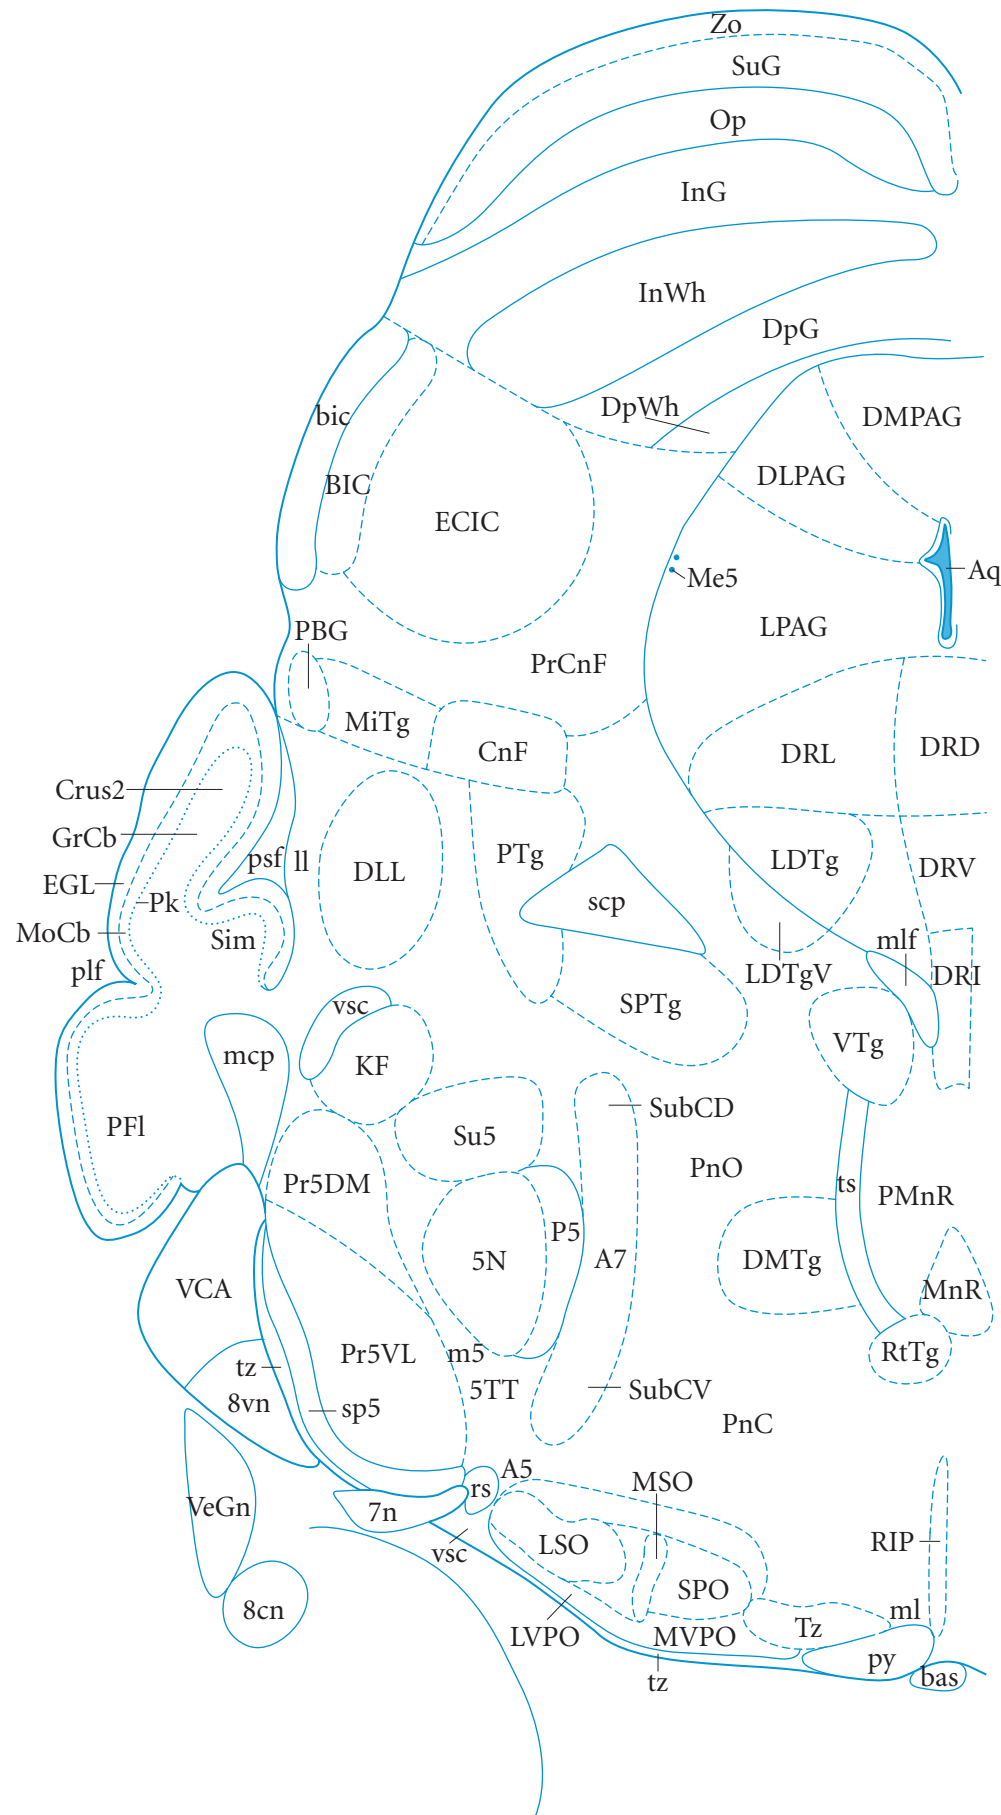 Zo
SuG
Op
InG
InWh
DpG
DpWh
DMPAG
bic
DLPAG
BIC
ECIC
Aq
Me5
LPAG
PBG
PrCnF
MiTg
CnF
DRL
DRD
Crus2
GrCb
psf
ll
DLL
PTg
LDTg
DRV
EGL
Pk
scp
MoCb
Sim
mlf
plf
LDTgV
DRI
vsc
SPTg
mcp
KF
VTg
SubCD
PFl
Su5
PnO
Pr5DM
ts
PMnR
P5
5N
A7
DMTg
VCA
MnR
Pr5VL
m5
RtTg
tz
5TT
SubCV
8vn
sp5
PnC
A5
MSO
rs
VeGn
7n
RIP
vsc
LSO
SPO
8cn
ml
LVPO
MVPO
Tz
py
tz
bas